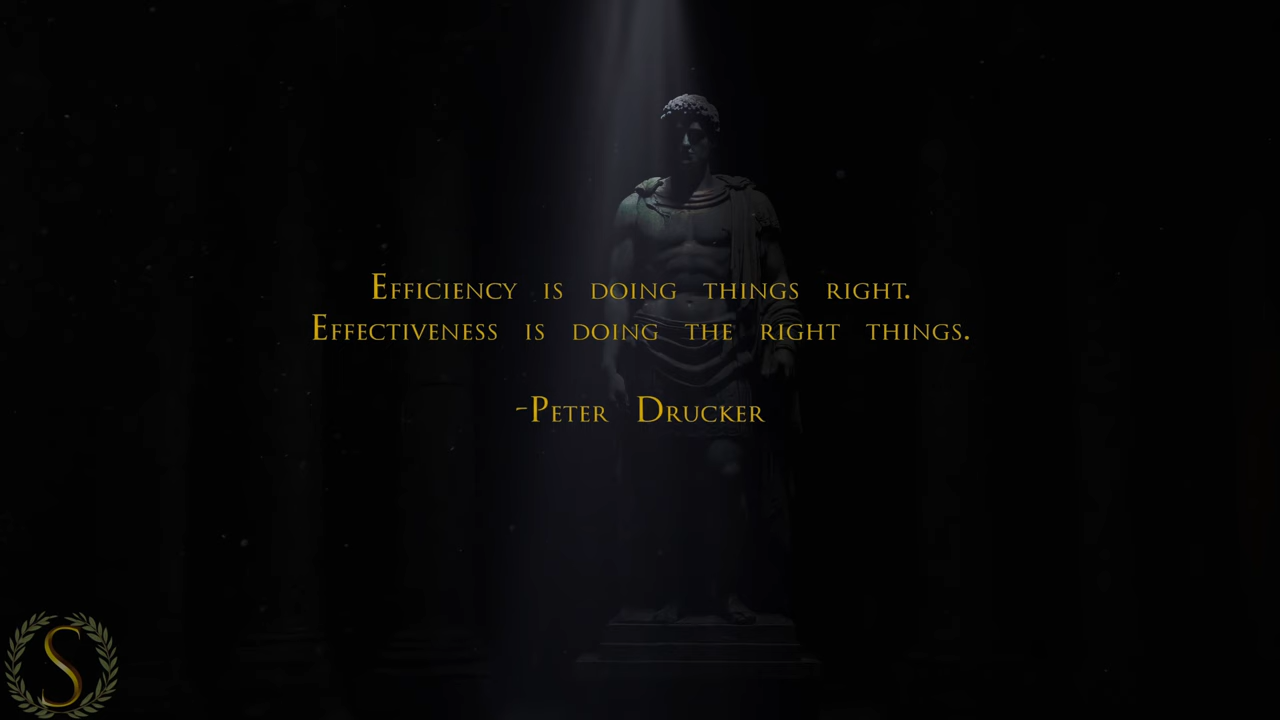 Efficiency is doing things right.
Effectiveness is doing the right things.
-Peter Drucker
S